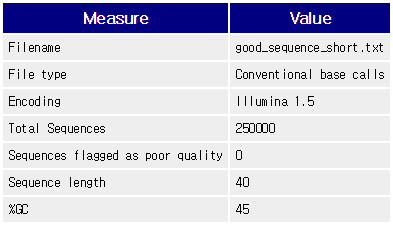 Measure Value
Filename good_sequence_short.txt
File type Conventional base calls
Encoding Illumina 1.5
Total Sequences 250000
Sequences flagged as poor quality 0
Sequence length 40
%GC 45